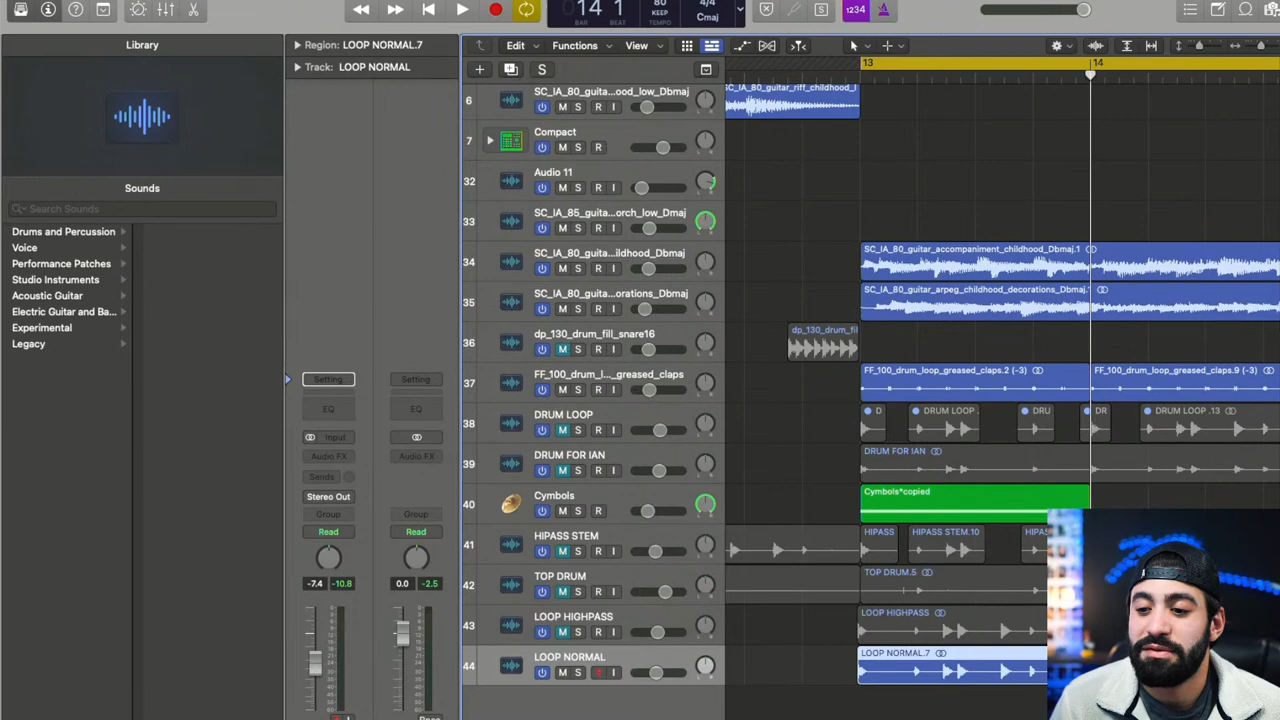 14 1
BAR BEAT
80
KEEP
TEMPO
4/4
Cmaj
S
1234
Library
Region: LOOP NORMAL.7
Track: LOOP NORMAL
Edit
Functions
View
S
13
14
Sounds
Search Sounds
Drums and Percussion
Voice
Performance Patches
Studio Instruments
Acoustic Guitar
Electric Guitar and Ba...
Experimental
Legacy
Setting
Setting
EQ
EQ
Input
Audio FX
Audio FX
Sends
Stereo Out
Group
Group
Read
Read
-7.4 -10.8
0.0 -2.5
6 SC_IA_80_guitar...ood_low_Dbmaj
M S R I
SC_IA_80_guitar_riff_childhood_l
7 Compact
M S R
32 Audio 11
M S R I
33 SC_IA_85_guita...orch_low_Dmaj
M S R I
34 SC_IA_80_guita...ildhood_Dbmaj
M S R I
SC_IA_80_guitar_accompaniment_childhood_Dbmaj.1
35 SC_IA_80_guita...orations_Dbmaj
M S R I
SC_IA_80_guitar_arpeg_childhood_decorations_Dbmaj.
36 dp_130_drum_fill_snare16
M S R I
dp_130_drum_fil
37 FF_100_drum_l..._greased_claps
M S R I
FF_100_drum_loop_greased_claps.2 (-3)
FF_100_drum_loop_greased_claps.9 (-3)
38 DRUM LOOP
M S R I
D
DRUM LOOP .
DRU
DR
DRUM LOOP .13
39 DRUM FOR IAN
M S R I
DRUM FOR IAN
40 Cymbols
M S R
Cymbols*copied
41 HIPASS STEM
M S R I
HIPASS
HIPASS STEM.10
HIPAS
42 TOP DRUM
M S R I
TOP DRUM.5
43 LOOP HIGHPASS
M S R I
LOOP HIGHPASS
44 LOOP NORMAL
M S R I
LOOP NORMAL.7